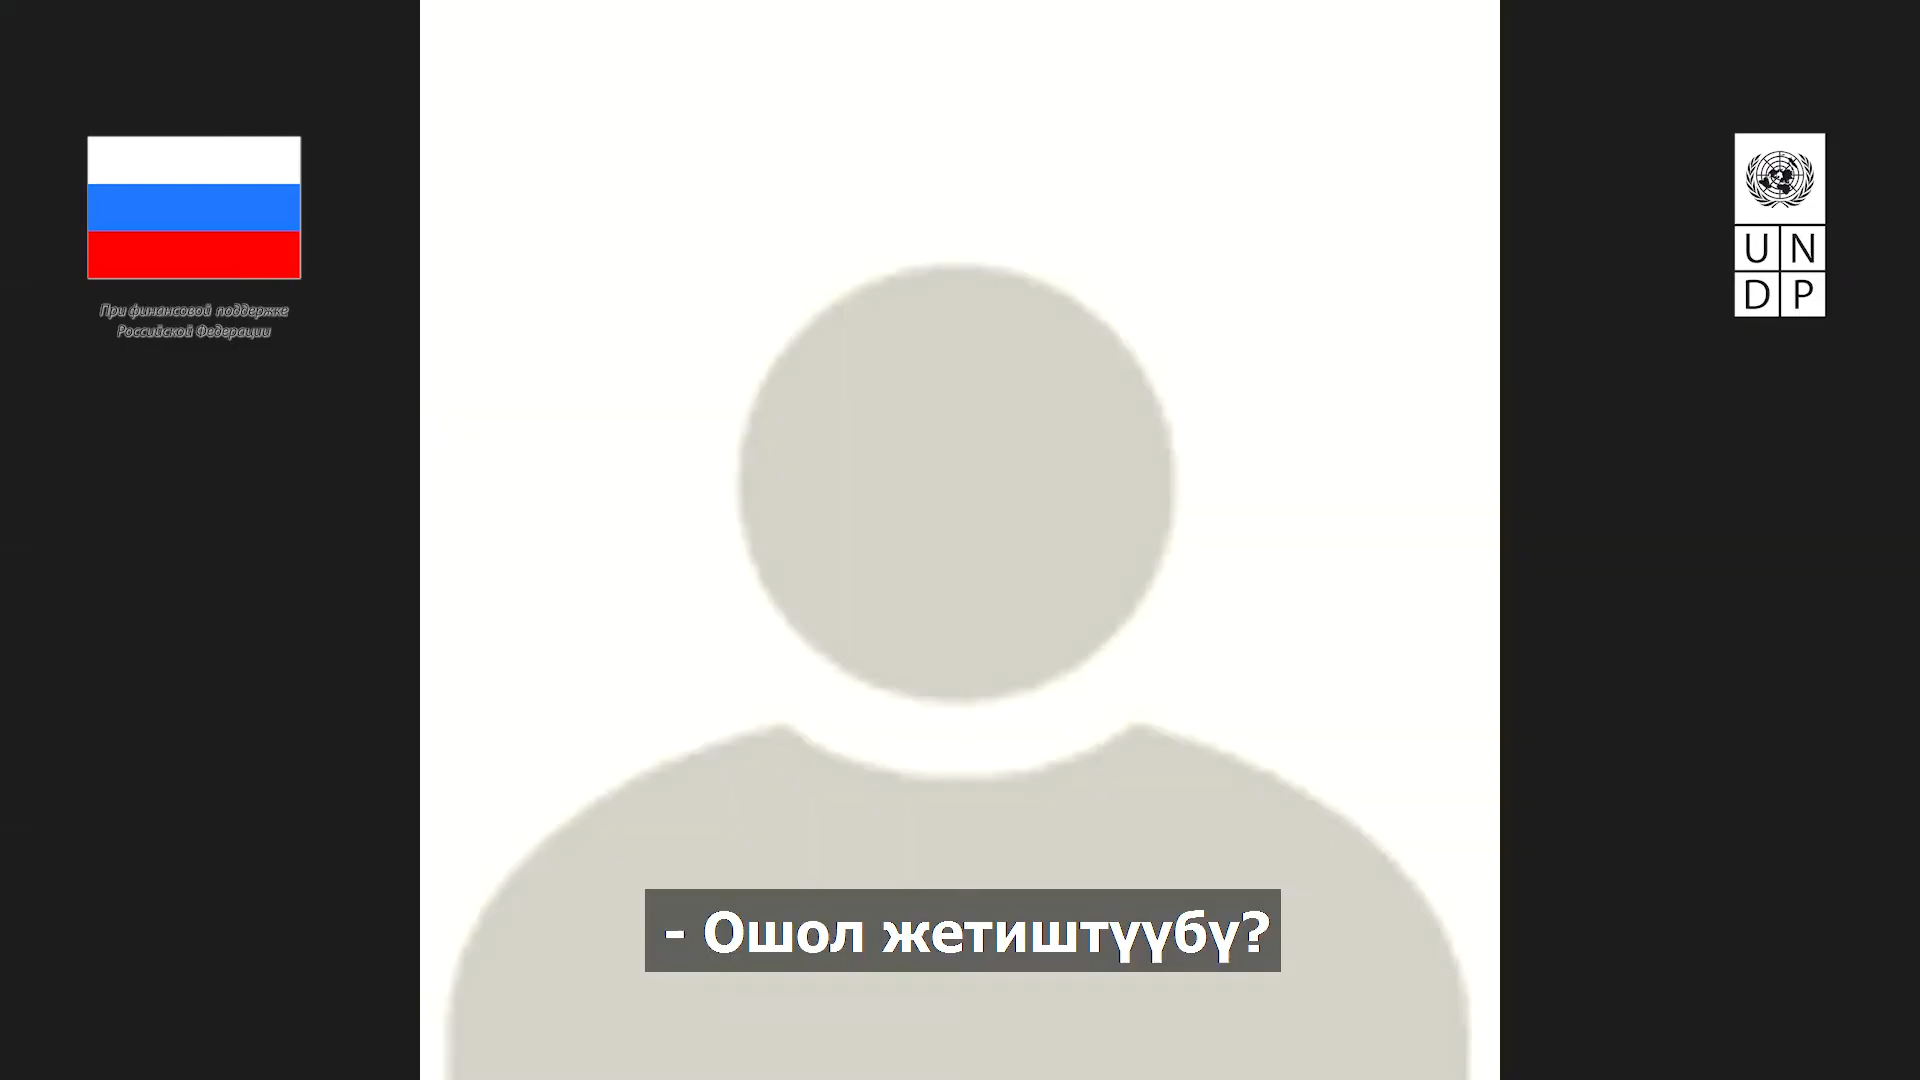 При финансовой поддержке
Российской Федерации
U N
D P
- Ошол жетиштүүбү?